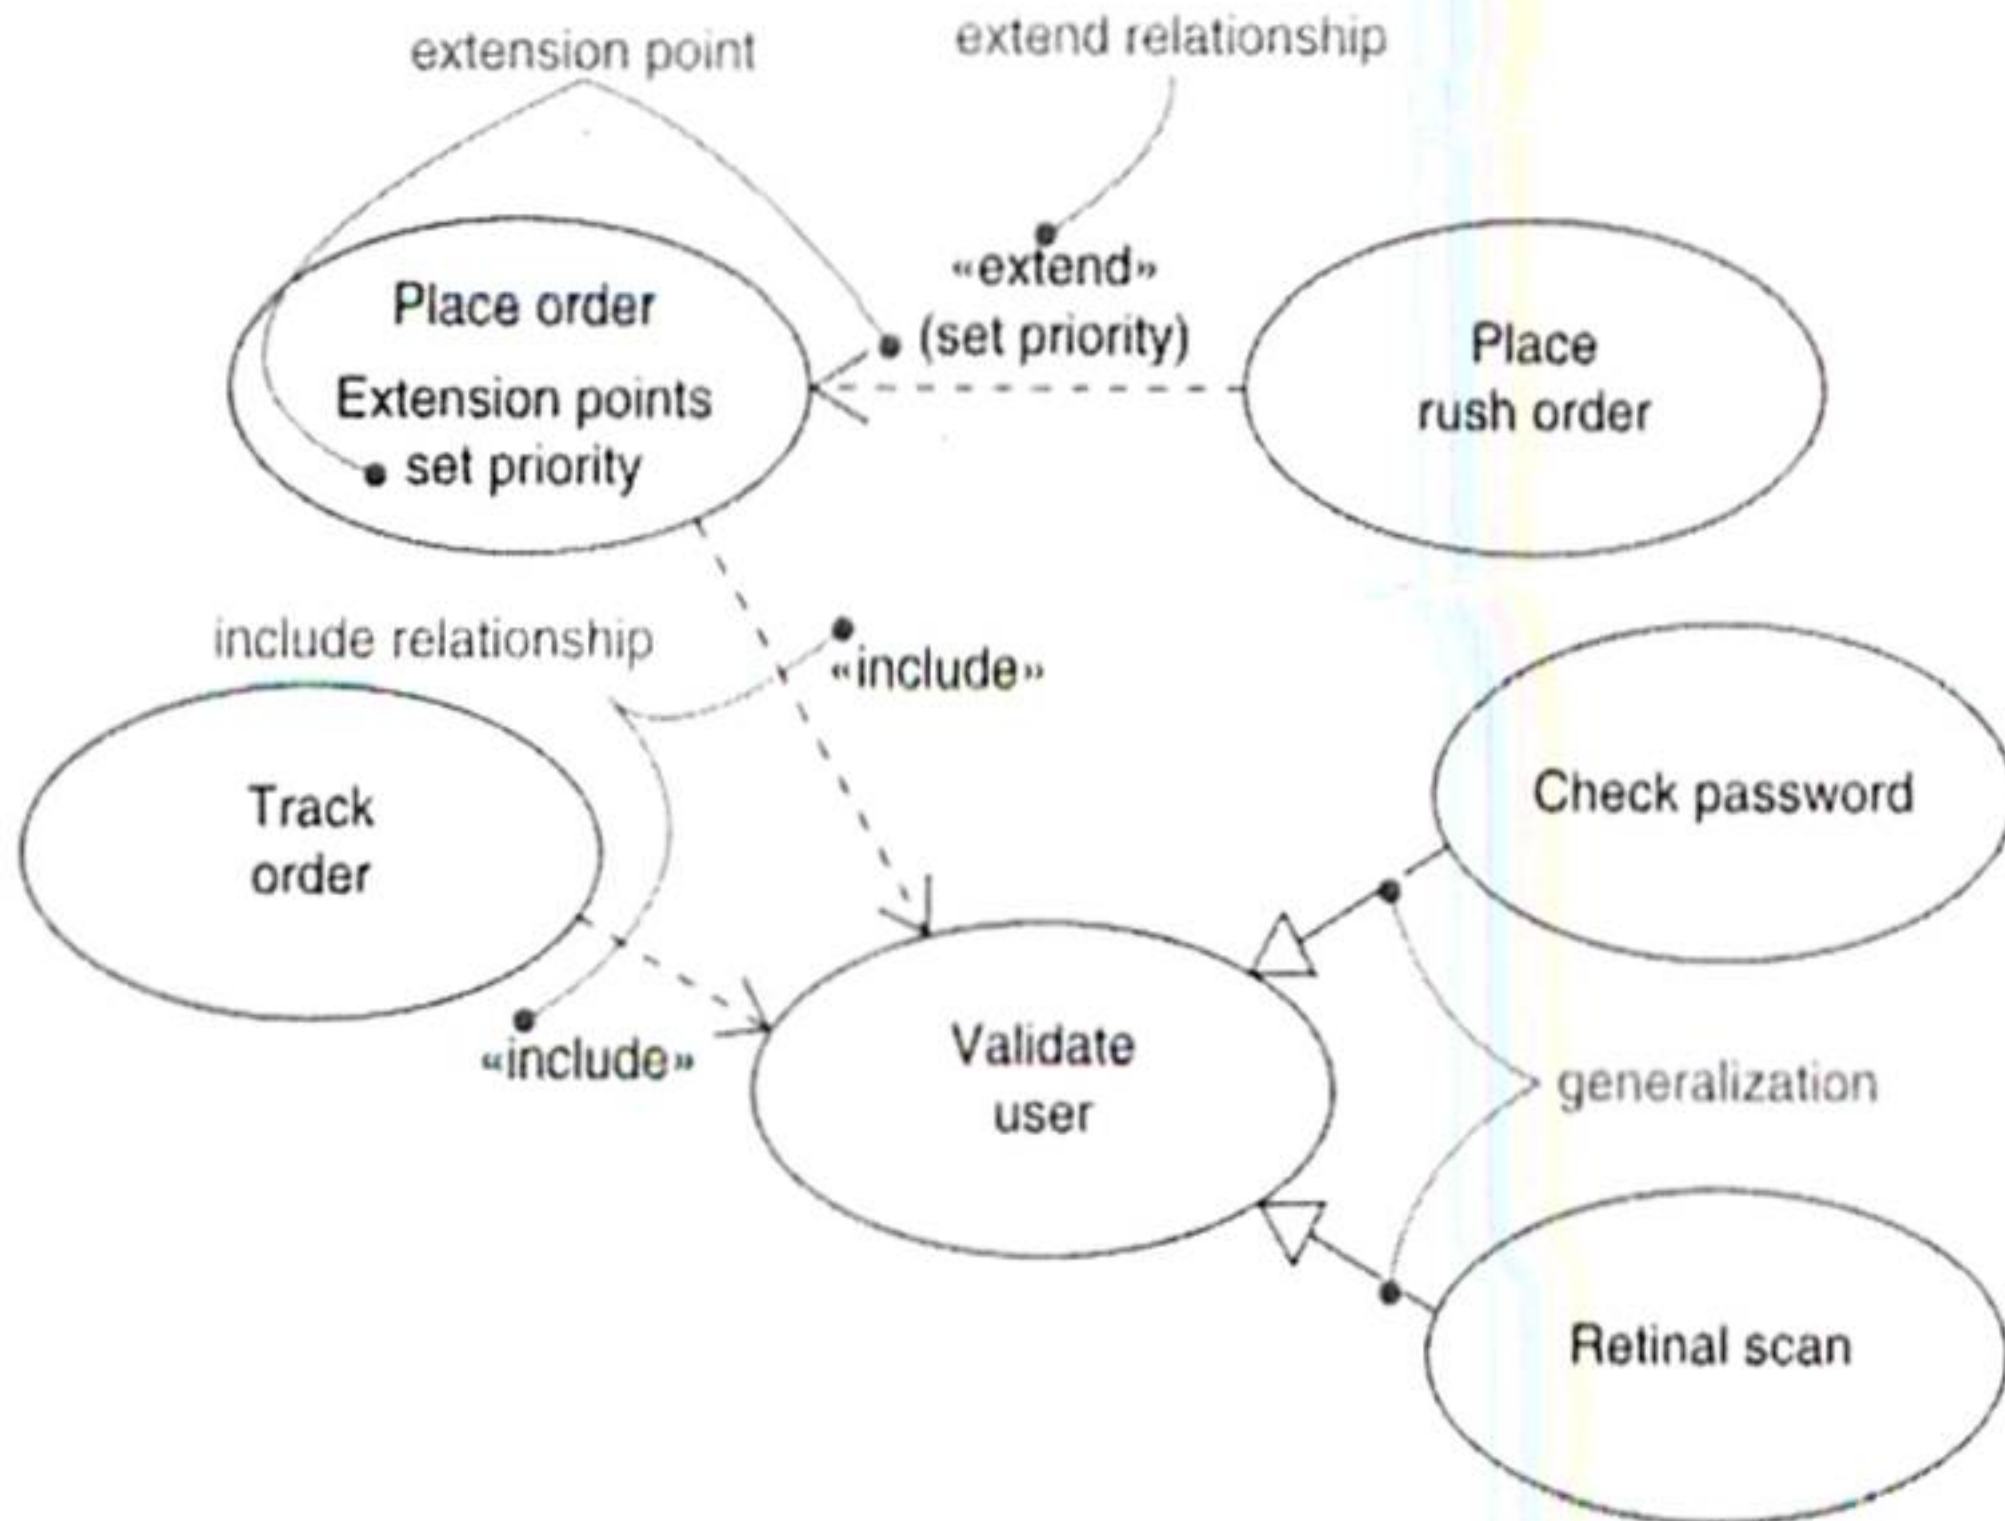 extension point
extend relationship
«extend»
(set priority)
Place order
Extension points
set priority
Place
rush order
include relationship
«include»
Track
order
Check password
«include»
Validate
user
generalization
Retinal scan